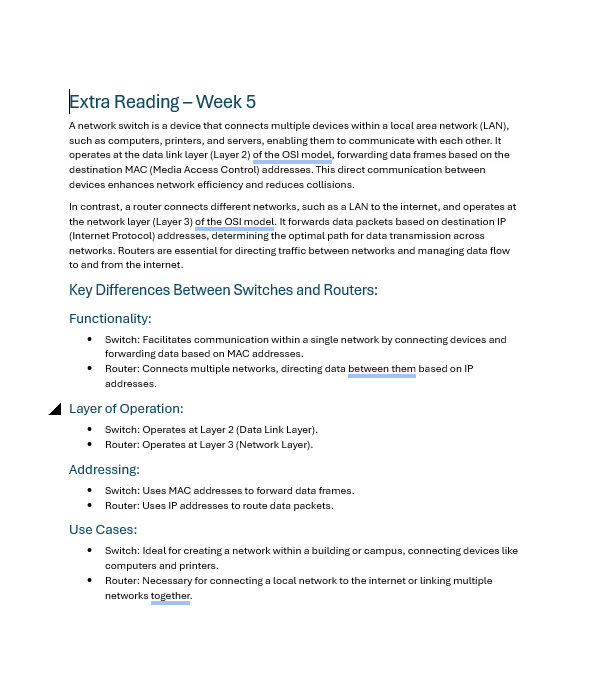 Extra Reading – Week 5
A network switch is a device that connects multiple devices within a local area network (LAN),
such as computers, printers, and servers, enabling them to communicate with each other. It
operates at the data link layer (Layer 2) of the OSI model, forwarding data frames based on the
destination MAC (Media Access Control) addresses. This direct communication between
devices enhances network efficiency and reduces collisions.
In contrast, a router connects different networks, such as a LAN to the internet, and operates at
the network layer (Layer 3) of the OSI model. It forwards data packets based on destination IP
(Internet Protocol) addresses, determining the optimal path for data transmission across
networks. Routers are essential for directing traffic between networks and managing data flow
to and from the internet.
Key Differences Between Switches and Routers:
Functionality:
• Switch: Facilitates communication within a single network by connecting devices and
forwarding data based on MAC addresses.
• Router: Connects multiple networks, directing data between them based on IP
addresses.
Layer of Operation:
• Switch: Operates at Layer 2 (Data Link Layer).
• Router: Operates at Layer 3 (Network Layer).
Addressing:
• Switch: Uses MAC addresses to forward data frames.
• Router: Uses IP addresses to route data packets.
Use Cases:
• Switch: Ideal for creating a network within a building or campus, connecting devices like
computers and printers.
• Router: Necessary for connecting a local network to the internet or linking multiple
networks together.